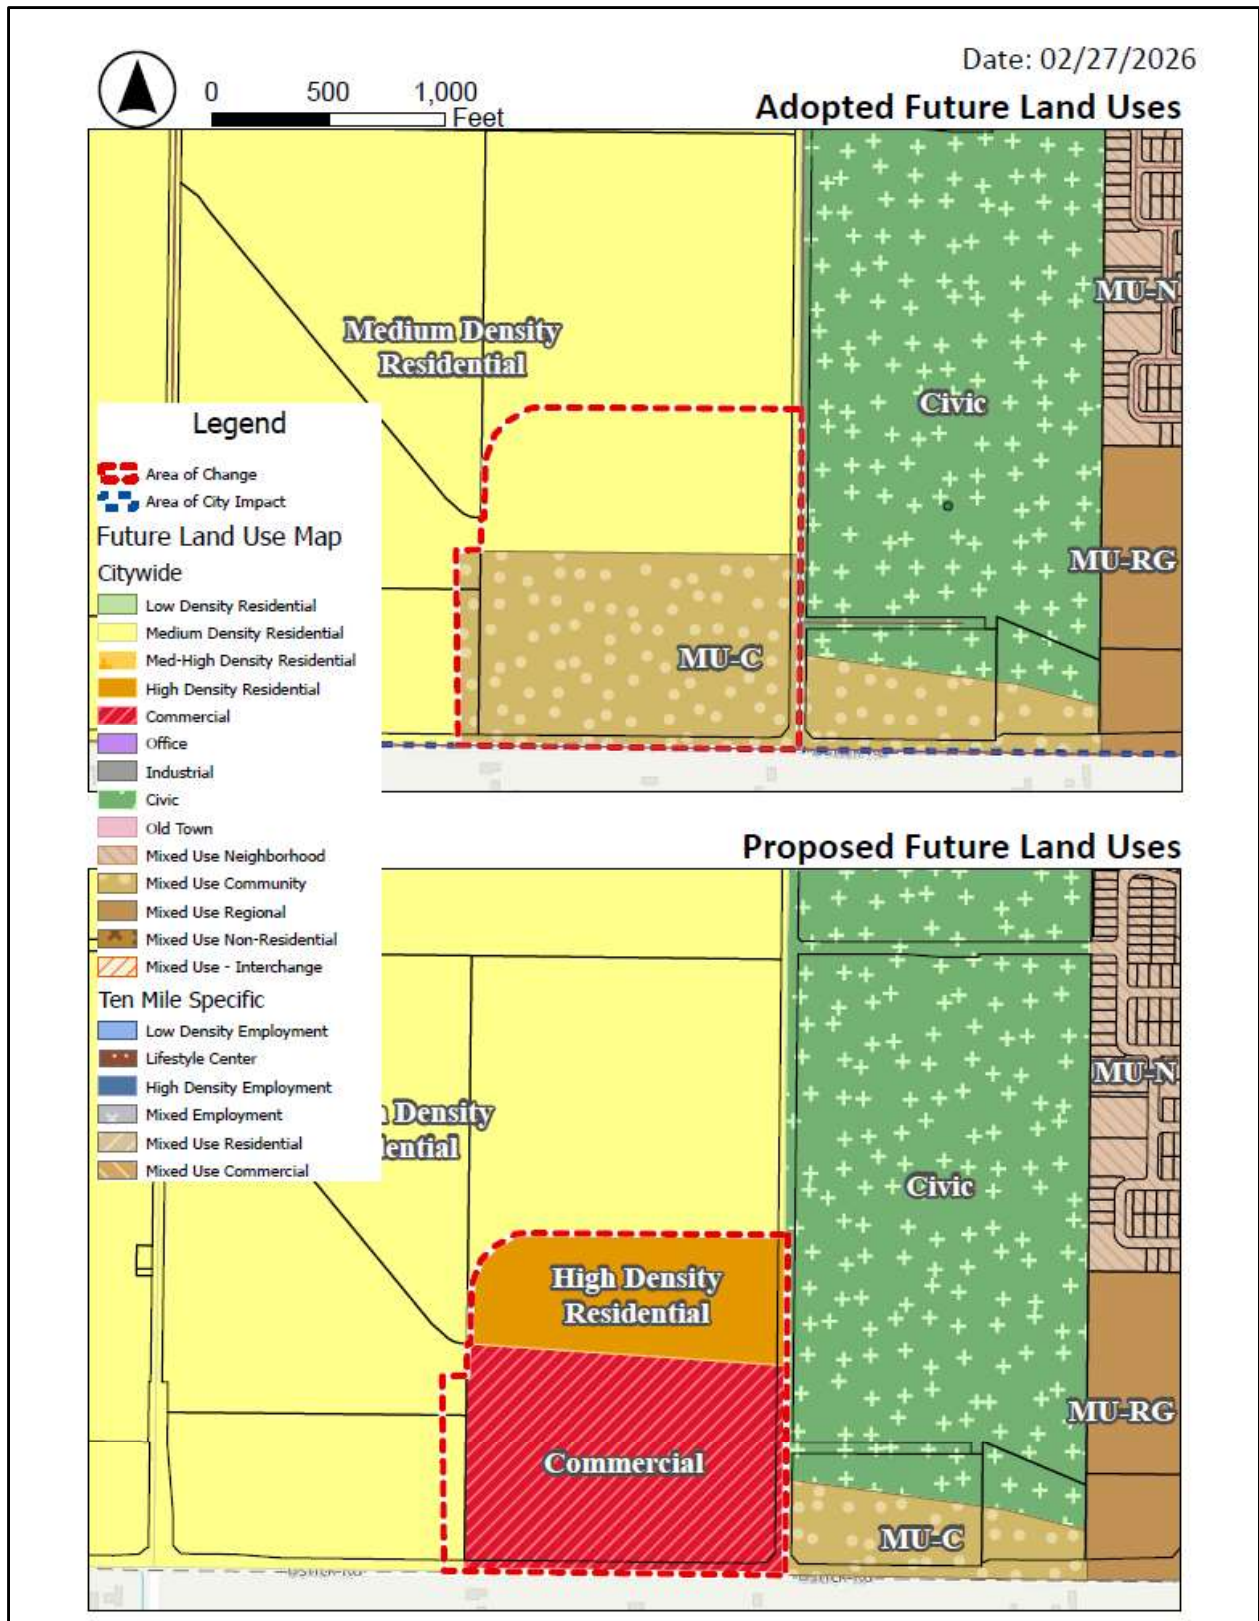 Date: 02/27/2026
0 500 1,000
Feet
Adopted Future Land Uses
MU-N
Medium Density
Residential
Civic
Legend
Area of Change
Area of City Impact
Future Land Use Map
Citywide
Low Density Residential
Medium Density Residential
Med-High Density Residential
High Density Residential
Commercial
Office
Industrial
Civic
Old Town
Mixed Use Neighborhood
Mixed Use Community
Mixed Use Regional
Mixed Use Non-Residential
Mixed Use - Interchange
Ten Mile Specific
Low Density Employment
Lifestyle Center
High Density Employment
Mixed Employment
Mixed Use Residential
Mixed Use Commercial
MU-RG
MU-C
Proposed Future Land Uses
MU-N
Density
ential
Civic
High Density
Residential
MU-RG
Commercial
MU-C